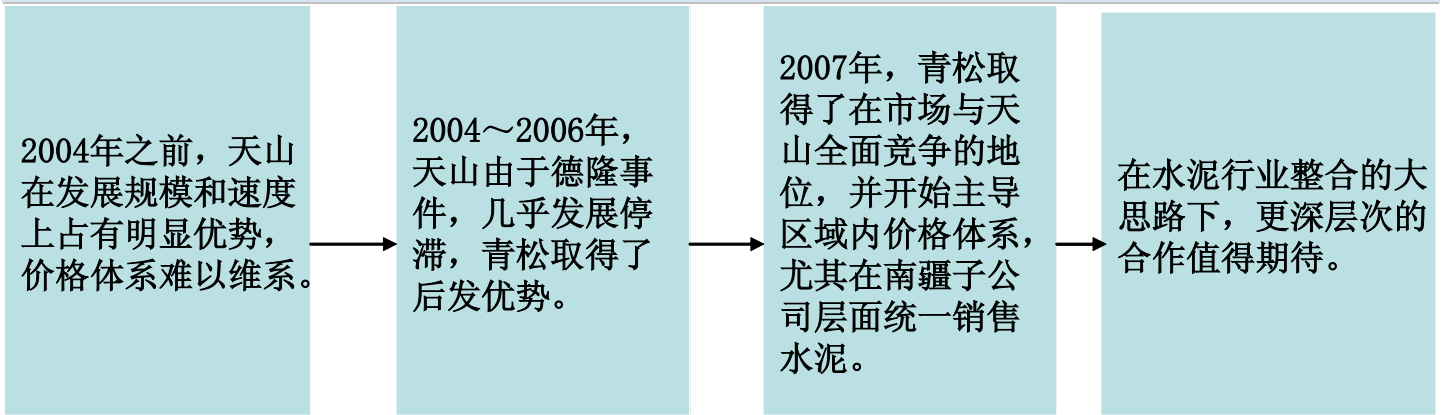 2004年之前，天山
在发展规模和速度
上占有明显优势，
价格体系难以维系。
2004～2006年，
天山由于德隆事
件，几乎发展停
滞，青松取得了
后发优势。
2007年，青松取
得了在市场与天
山全面竞争的地
位，并开始主导
区域内价格体系，
尤其在南疆子公
司层面统一销售
水泥。
在水泥行业整合的大
思路下，更深层次的
合作值得期待。